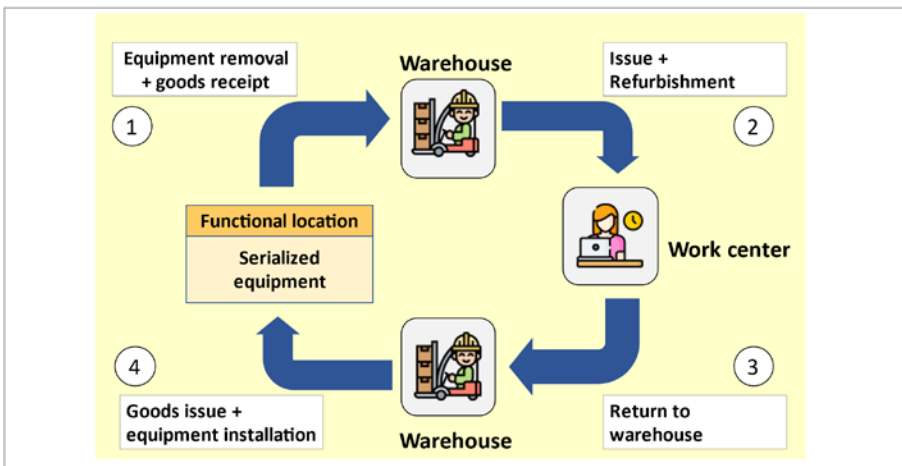 Equipment removal
+ goods receipt
1
Warehouse
Issue +
Refurbishment
2
Functional location
Serialized
equipment
Work center
4
Goods issue +
equipment installation
Warehouse
3
Return to
warehouse